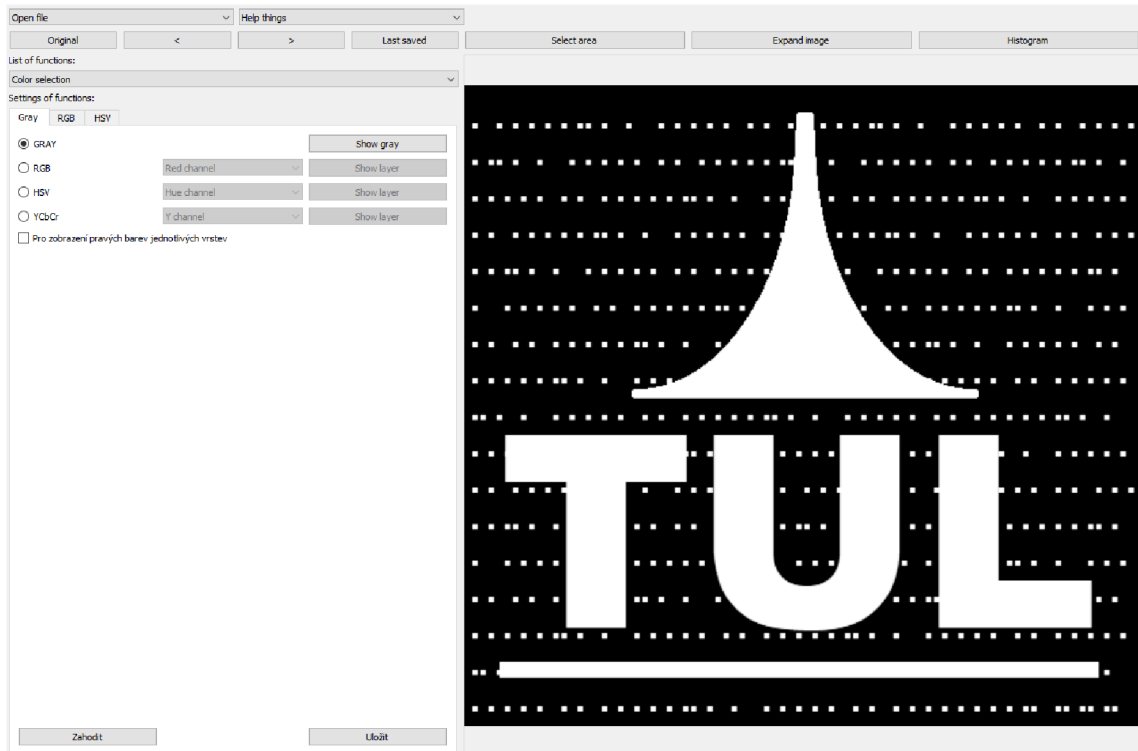 Open file Help things
Original < > Last saved Select area Expand image Histogram
List of functions:
Color selection
Settings of functions:
Gray RGB HSV
GRAY Show gray
RGB Red channel Show layer
HSV Hue channel Show layer
YCbCr Y channel Show layer
Pro zobrazení pravých barev jednotlivých vrstev
TUL
Zahodit Uložit